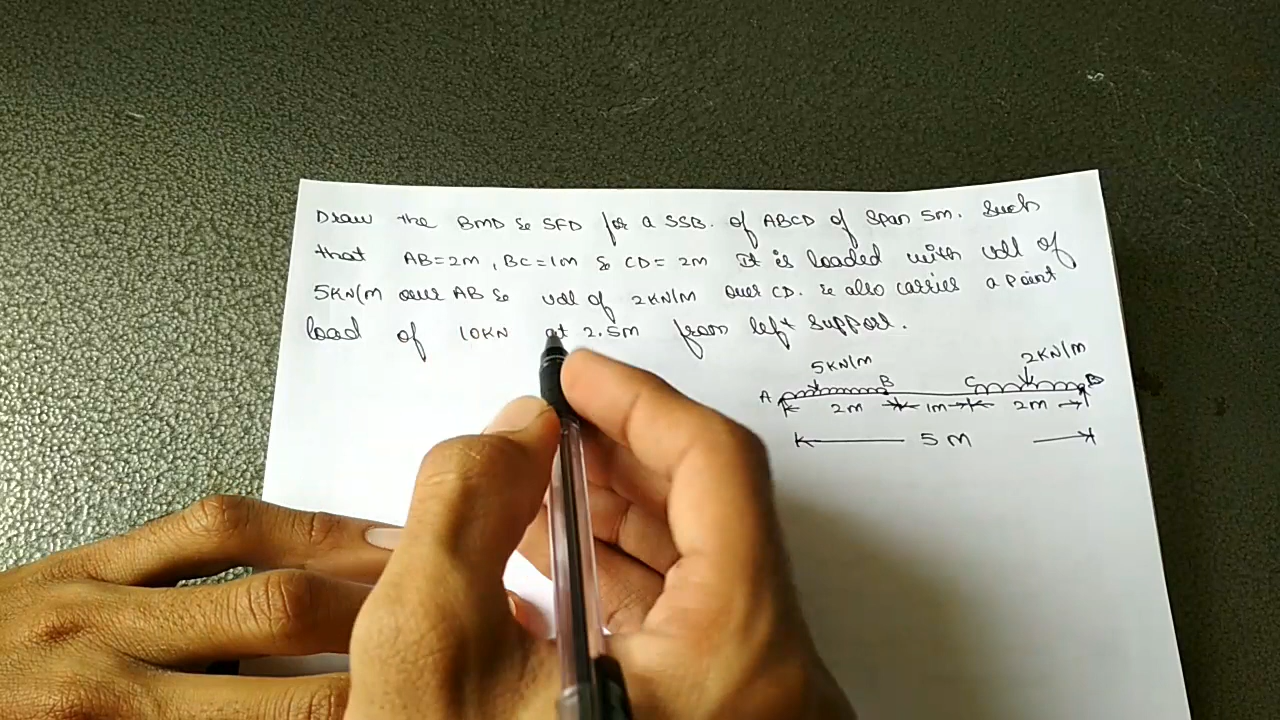 Draw the BMD & SFD for a SSB. of ABCD of Span 5m. Such
that AB=2M, BC=1M & CD= 2M It is loaded with udl of
5KN/M over AB & udl of 2KN/M over CD. & also carries a point
load of 10KN at 2.5M from left support.
5KN/M 2KN/M
A B C D
2M 1M 2M
5M